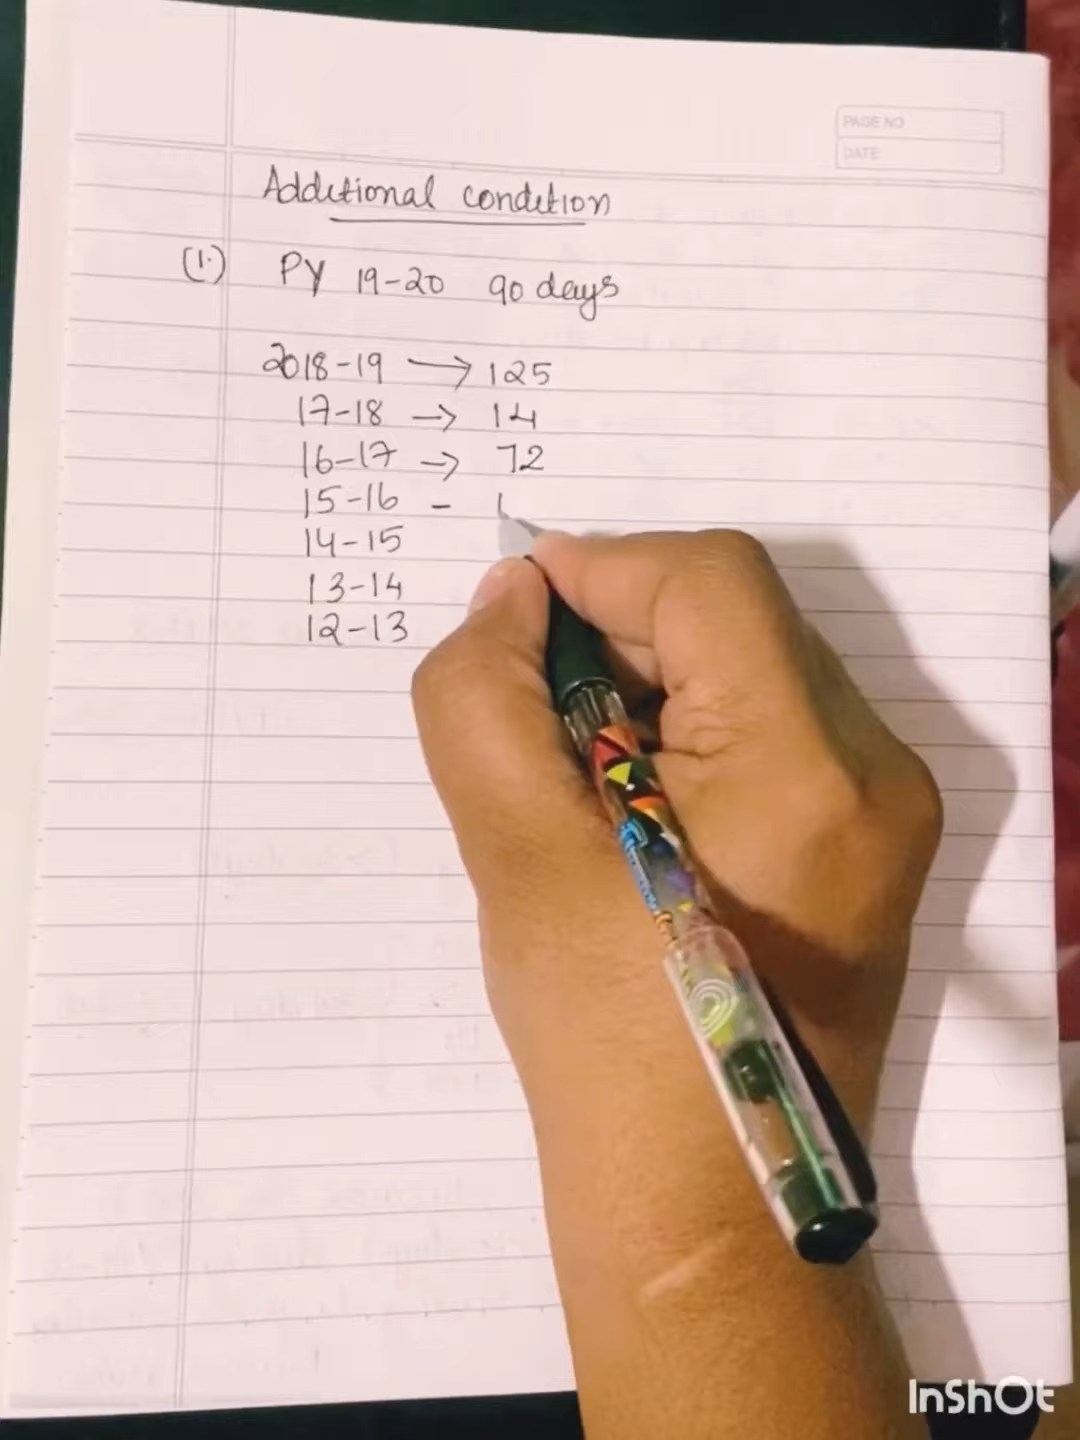 PAGE NO
DATE
Additional condition
(1.) PY 19-20 90 days
2018-19 → 125
17-18 → 14
16-17 → 72
15-16 -
14-15
13-14
12-13
InShOt